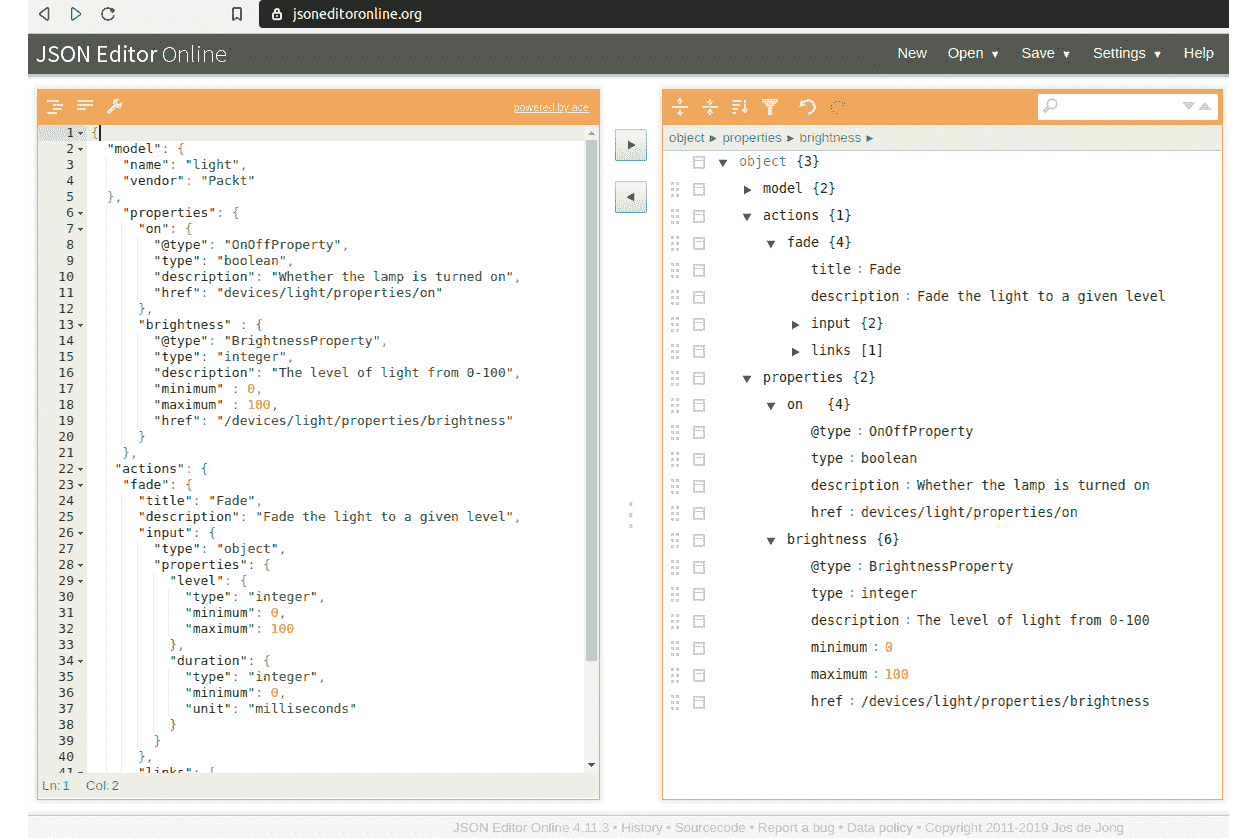 jsoneditoronline.org
JSON Editor Online
New Open Save Settings Help
powered by ace
1 {
2 "model": {
3 "name": "light",
4 "vendor": "Packt"
5 },
6 "properties": {
7 "on": {
8 "@type": "OnOffProperty",
9 "type": "boolean",
10 "description": "Whether the lamp is turned on",
11 "href": "devices/light/properties/on"
12 },
13 "brightness" : {
14 "@type": "BrightnessProperty",
15 "type": "integer",
16 "description": "The level of light from 0-100",
17 "minimum" : 0,
18 "maximum" : 100,
19 "href": "/devices/light/properties/brightness"
20 }
21 },
22 "actions": {
23 "fade": {
24 "title": "Fade",
25 "description": "Fade the light to a given level",
26 "input": {
27 "type": "object",
28 "properties": {
29 "level": {
30 "type": "integer",
31 "minimum": 0,
32 "maximum": 100
33 },
34 "duration": {
35 "type": "integer",
36 "minimum": 0,
37 "unit": "milliseconds"
38 }
39 }
40 },
41 "links": [
Ln: 1 Col: 2
object ► properties ► brightness ►
object {3}
model {2}
actions {1}
fade {4}
title : Fade
description : Fade the light to a given level
input {2}
links [1]
properties {2}
on {4}
@type : OnOffProperty
type : boolean
description : Whether the lamp is turned on
href : devices/light/properties/on
brightness {6}
@type : BrightnessProperty
type : integer
description : The level of light from 0-100
minimum : 0
maximum : 100
href : /devices/light/properties/brightness
JSON Editor Online 4.11.3 • History • Sourcecode • Report a bug • Data policy • Copyright 2011-2019 Jos de Jong